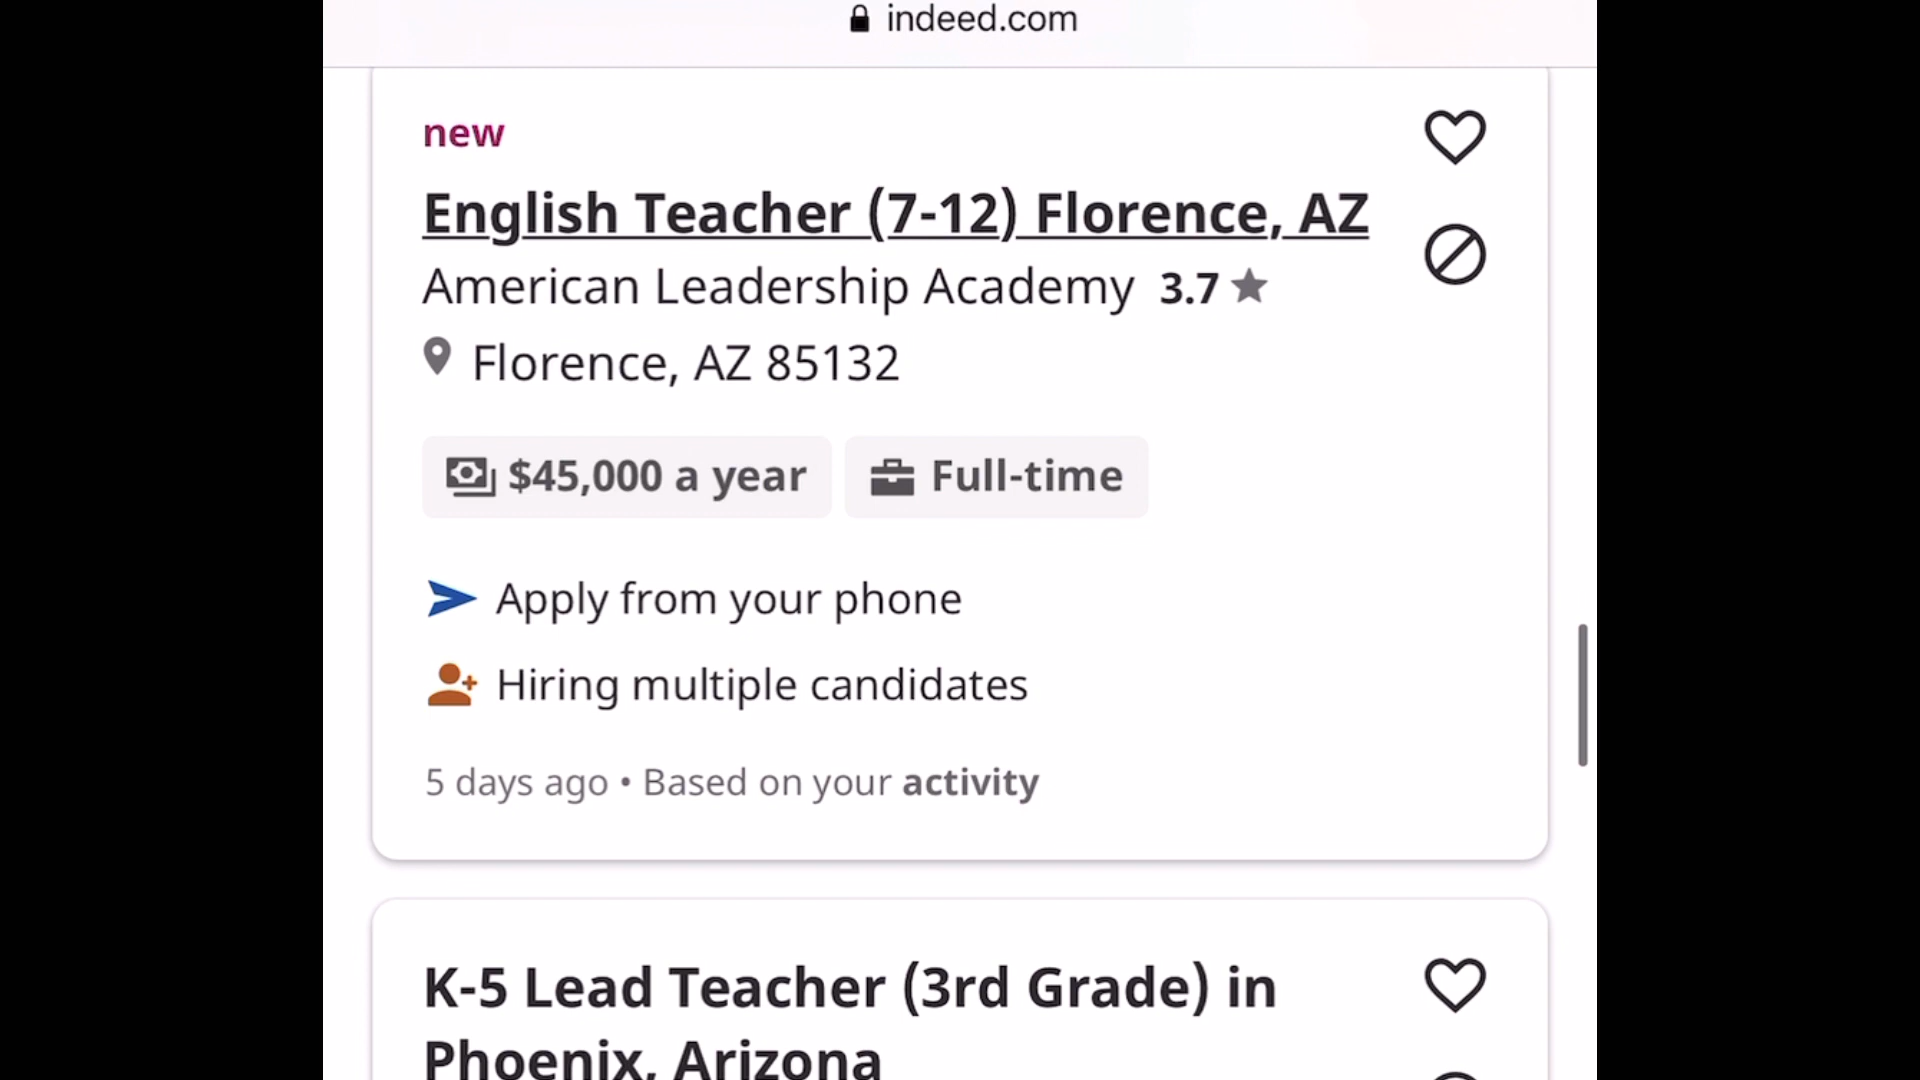 indeed.com
new
English Teacher (7-12) Florence, AZ
American Leadership Academy 3.7
Florence, AZ 85132
$45,000 a year
Full-time
Apply from your phone
Hiring multiple candidates
5 days ago • Based on your activity
K-5 Lead Teacher (3rd Grade) in
Phoenix, Arizona